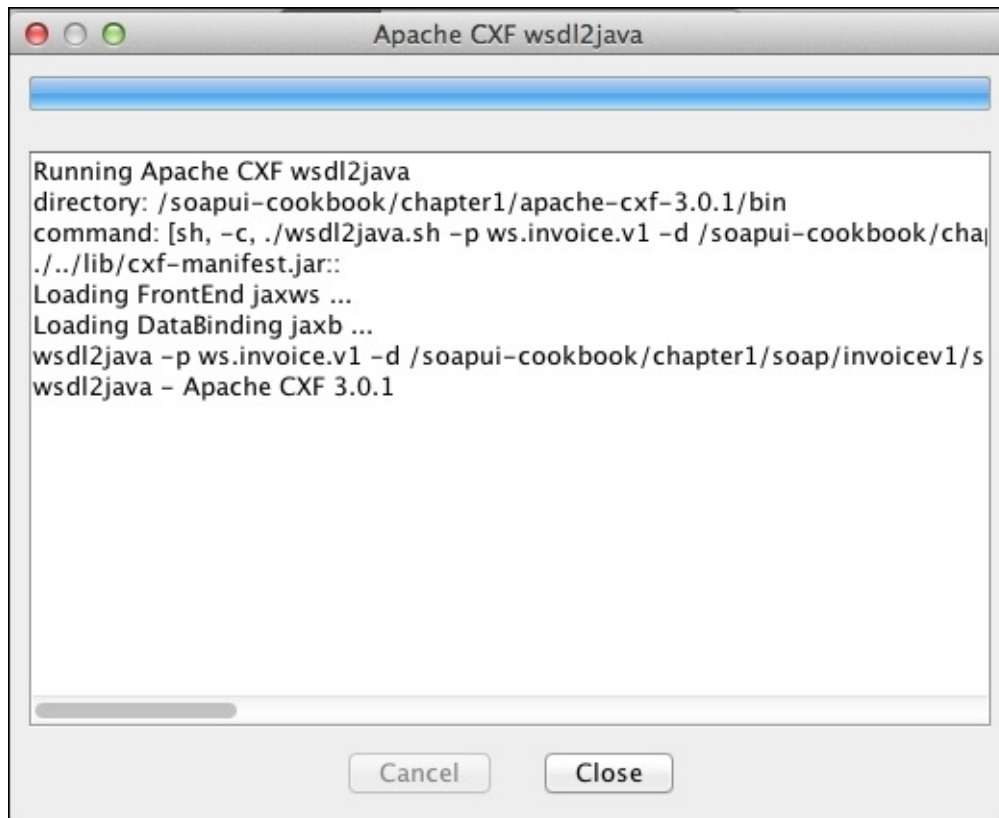 Apache CXF wsdl2java
Running Apache CXF wsdl2java
directory: /soapui-cookbook/chapter1/apache-cxf-3.0.1/bin
command: [sh, -c, ./wsdl2java.sh -p ws.invoice.v1 -d /soapui-cookbook/cha
./../lib/cxf-manifest.jar::
Loading FrontEnd jaxws ...
Loading DataBinding jaxb ...
wsdl2java -p ws.invoice.v1 -d /soapui-cookbook/chapter1/soap/invoicev1/s
wsdl2java - Apache CXF 3.0.1
Cancel
Close